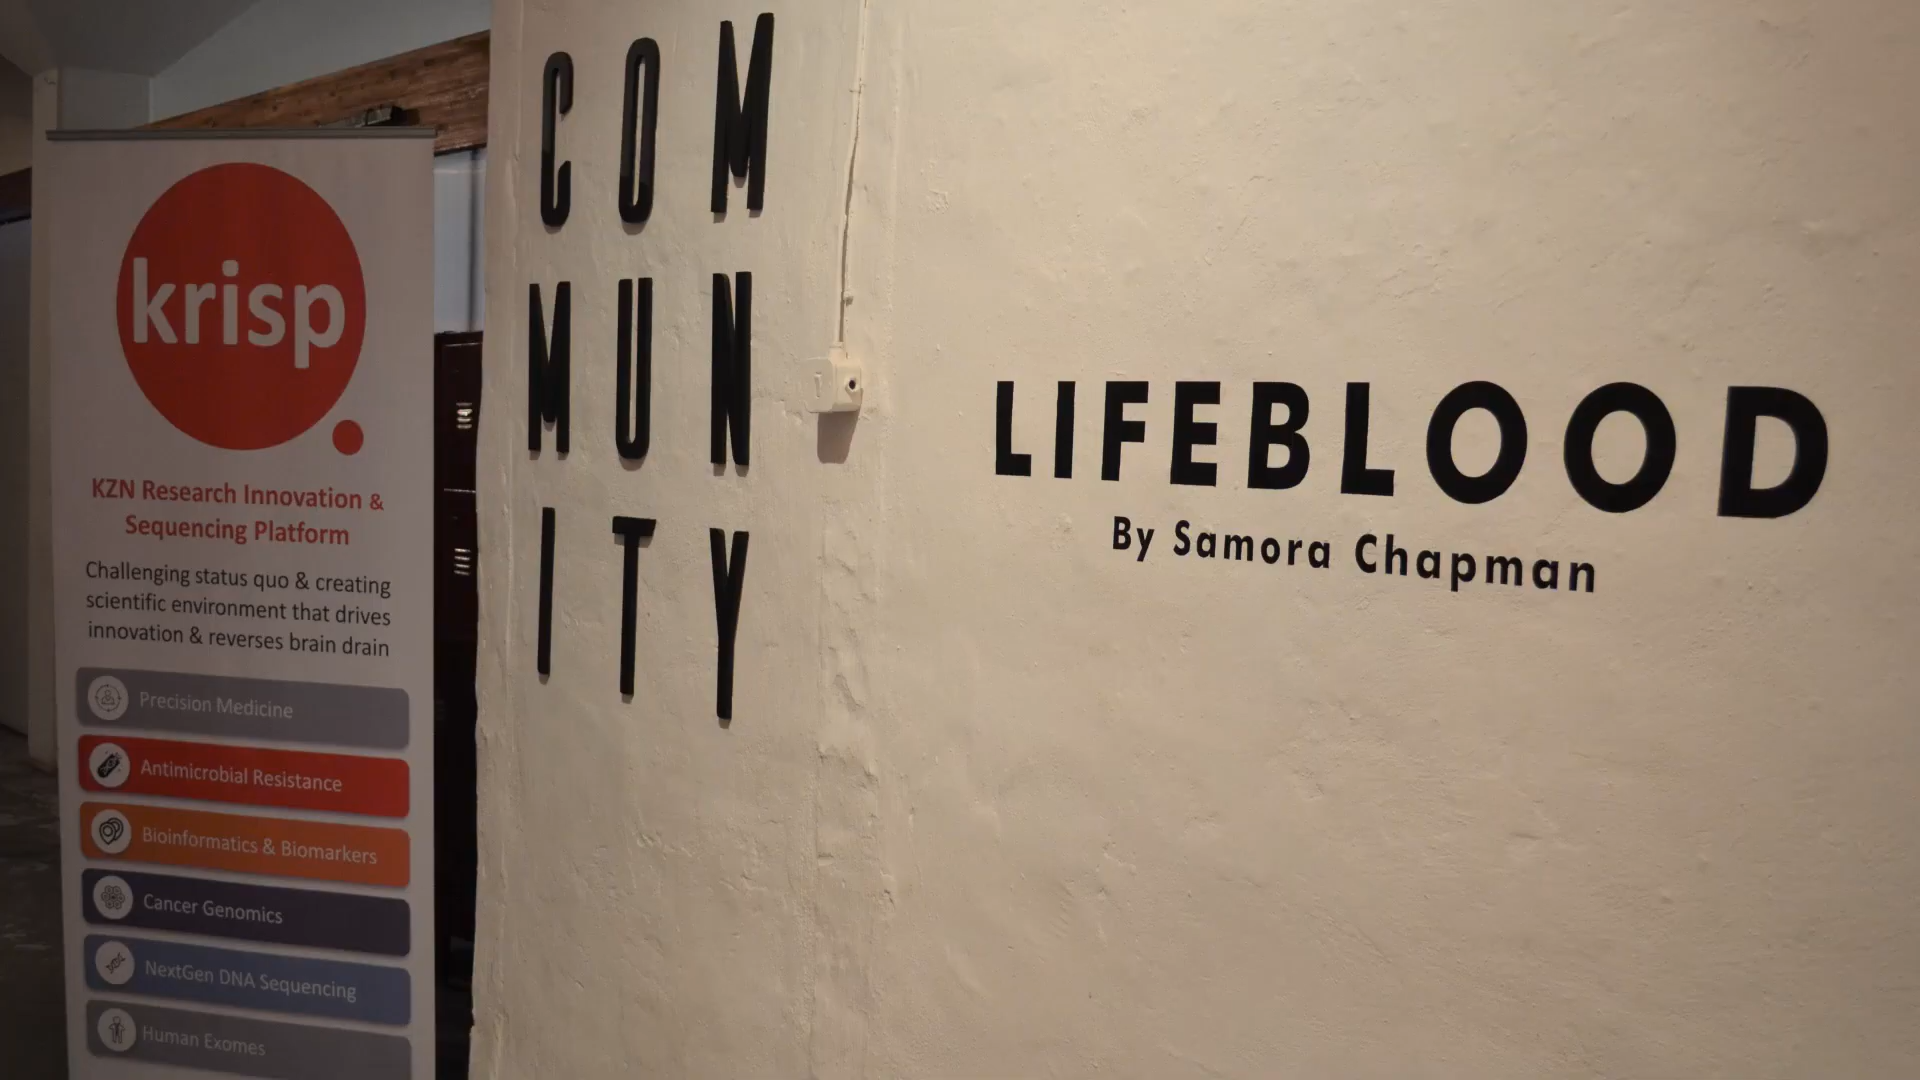 krisp
KZN Research Innovation &
Sequencing Platform
Challenging status quo & creating
scientific environment that drives
innovation & reverses brain drain
Precision Medicine
Antimicrobial Resistance
Bioinformatics & Biomarkers
Cancer Genomics
NextGen DNA Sequencing
Human Exomes
COM
MUN
ITY
LIFEBLOOD
By Samora Chapman